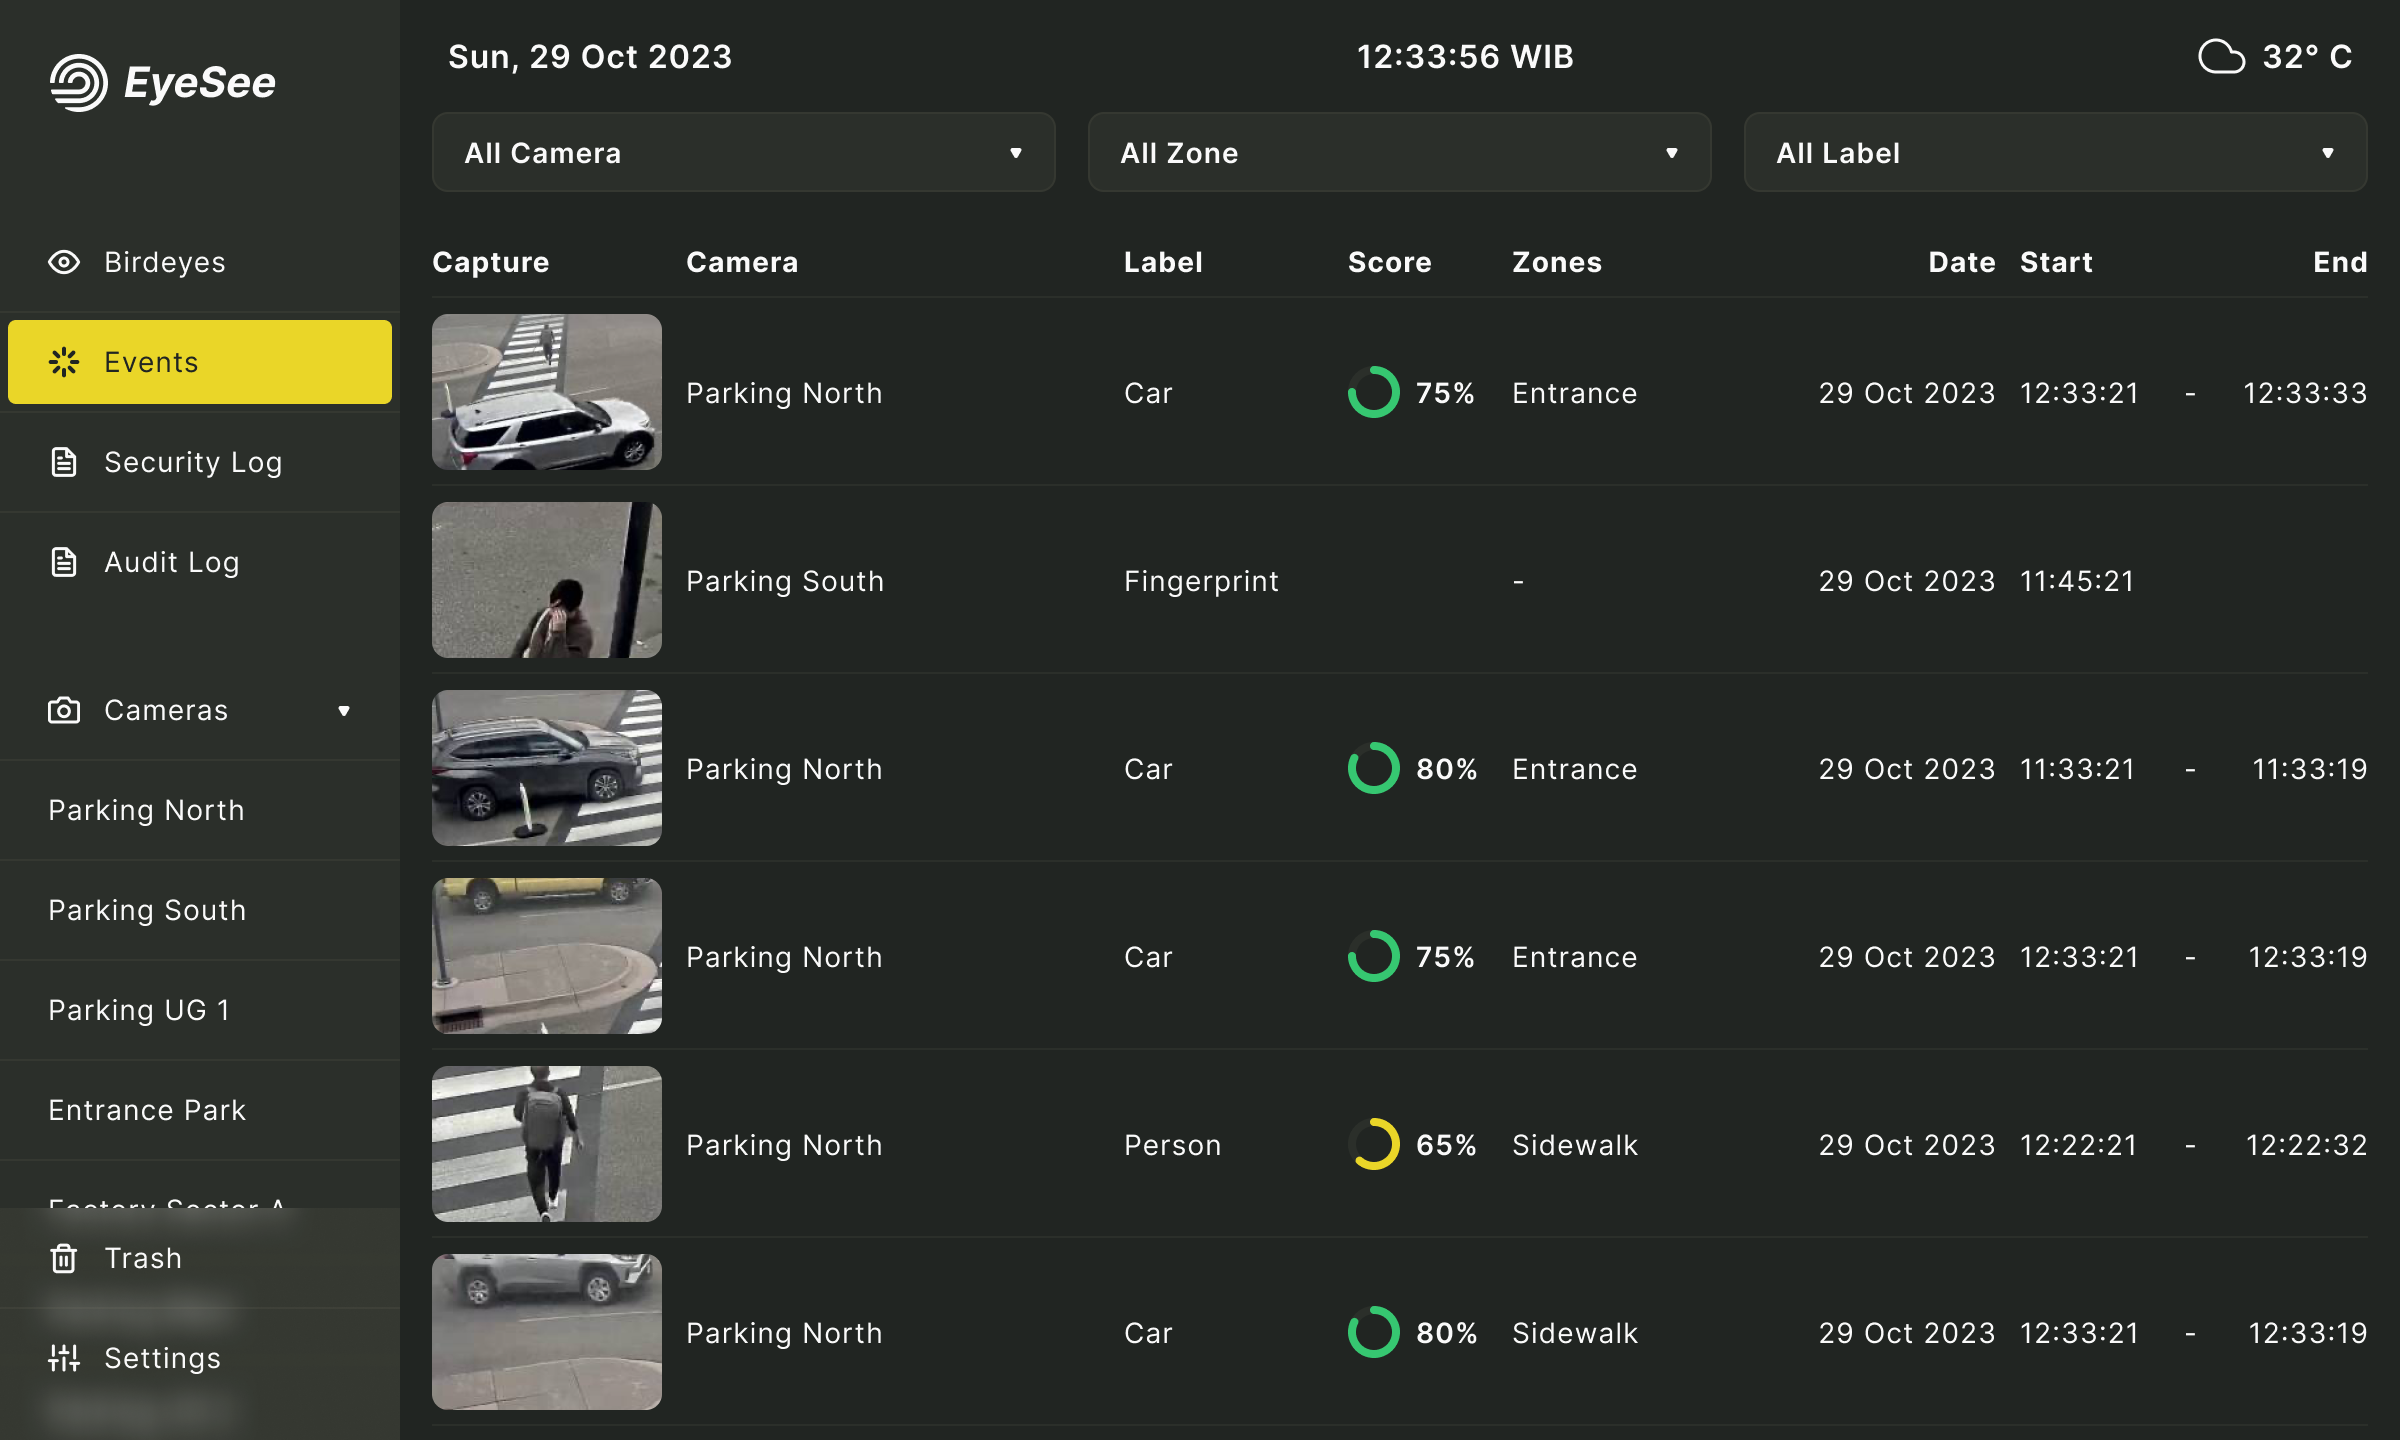 EyeSee
Birdeyes
Events
Security Log
Audit Log
Cameras
Parking North
Parking South
Parking UG 1
Entrance Park
Factory Sector A
Trash
Settings
Sun, 29 Oct 2023
12:33:56 WIB
32° C
All Camera
All Zone
All Label
Capture Camera Label Score Zones Date Start End
Parking North Car 75% Entrance 29 Oct 2023 12:33:21 - 12:33:33
Parking South Fingerprint - 29 Oct 2023 11:45:21
Parking North Car 80% Entrance 29 Oct 2023 11:33:21 - 11:33:19
Parking North Car 75% Entrance 29 Oct 2023 12:33:21 - 12:33:19
Parking North Person 65% Sidewalk 29 Oct 2023 12:22:21 - 12:22:32
Parking North Car 80% Sidewalk 29 Oct 2023 12:33:21 - 12:33:19